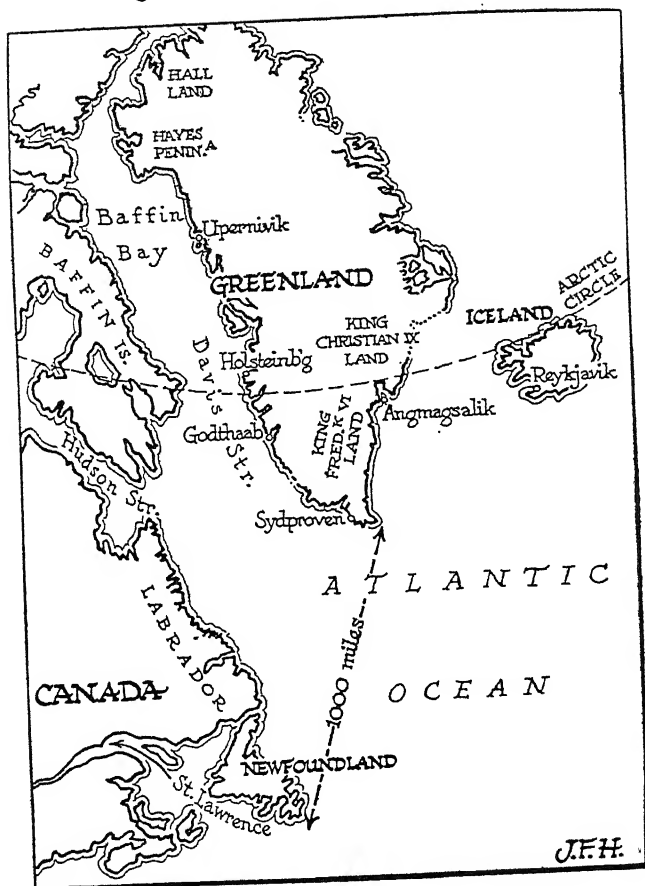 HALL
LAND
HAYES
PENIN.A
Baffin
Bay
Upernivik
BAFFIN IS.
GREENLAND
ARCTIC
CIRCLE
KING
CHRISTIAN IX
LAND
ICELAND
Davis Str.
Holsteinb'g
Reykjavik
Angmagsalik
KING
FRED.K VI
LAND
Godthaab
Hudson Str.
Sydproven
ATLANTIC
OCEAN
1000 miles
LABRADOR
CANADA
NEWFOUNDLAND
St. Lawrence
J.F.H.